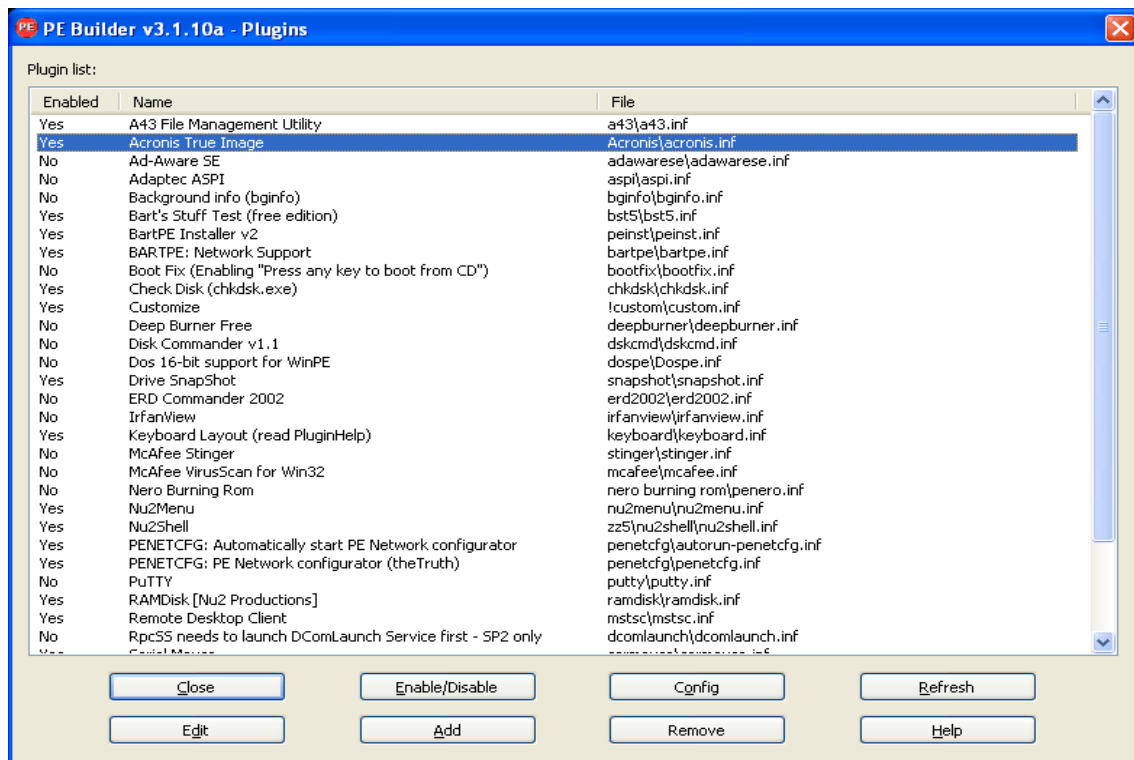 PE Builder v3.1.10a - Plugins
Plugin list:
Enabled Name File
Yes A43 File Management Utility a43\a43.inf
Yes Acronis True Image Acronis\acronis.inf
No Ad-Aware SE adawarese\adawarese.inf
No Adaptec ASPI aspi\aspi.inf
No Background info (bginfo) bginfo\bginfo.inf
Yes Bart's Stuff Test (free edition) bst5\bst5.inf
Yes BartPE Installer v2 peinst\peinst.inf
Yes BARTPE: Network Support bartpe\bartpe.inf
No Boot Fix (Enabling "Press any key to boot from CD") bootfix\bootfix.inf
Yes Check Disk (chkdsk.exe) chkdsk\chkdsk.inf
Yes Customize !custom\custom.inf
No Deep Burner Free deepburner\deepburner.inf
No Disk Commander v1.1 dskcmd\dskcmd.inf
No Dos 16-bit support for WinPE dospe\Dospe.inf
Yes Drive SnapShot snapshot\snapshot.inf
No ERD Commander 2002 erd2002\erd2002.inf
No IrfanView irfanview\irfanview.inf
Yes Keyboard Layout (read PluginHelp) keyboard\keyboard.inf
No McAfee Stinger stinger\stinger.inf
No McAfee VirusScan for Win32 mcafee\mcafee.inf
No Nero Burning Rom nero burning rom\penero.inf
Yes Nu2Menu nu2menu\nu2menu.inf
Yes Nu2Shell zz5\nu2shell\nu2shell.inf
Yes PENETCFG: Automatically start PE Network configurator penetcfg\autorun-penetcfg.inf
Yes PENETCFG: PE Network configurator (theTruth) penetcfg\penetcfg.inf
No PuTTY putty\putty.inf
Yes RAMDisk [Nu2 Productions] ramdisk\ramdisk.inf
Yes Remote Desktop Client mstsc\mstsc.inf
No RpcSS needs to launch DComLaunch Service first - SP2 only dcomlaunch\dcomlaunch.inf
Close Enable/Disable Config Refresh
Edit Add Remove Help